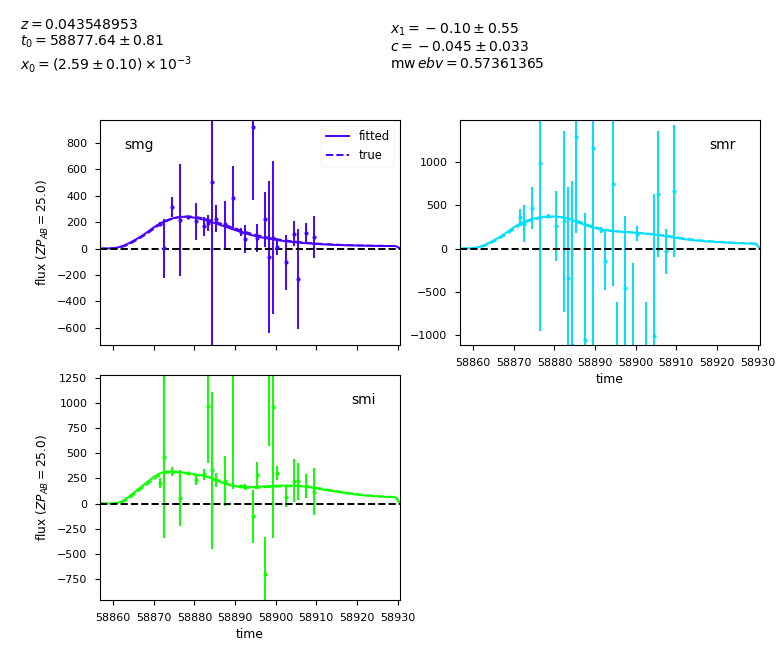 z = 0.043548953
t₀ = 58877.64 ± 0.81
x₀ = (2.59 ± 0.10) × 10⁻³
x₁ = −0.10 ± 0.55
c = −0.045 ± 0.033
mw ebv = 0.57361365
smg
fitted
true
800
600
400
200
0
−200
−400
−600
flux (ZP_AB = 25.0)
smr
1000
500
0
−500
−1000
58860 58870 58880 58890 58900 58910 58920 58930
time
smi
1250
1000
750
500
250
0
−250
−500
−750
flux (ZP_AB = 25.0)
58860 58870 58880 58890 58900 58910 58920 58930
time